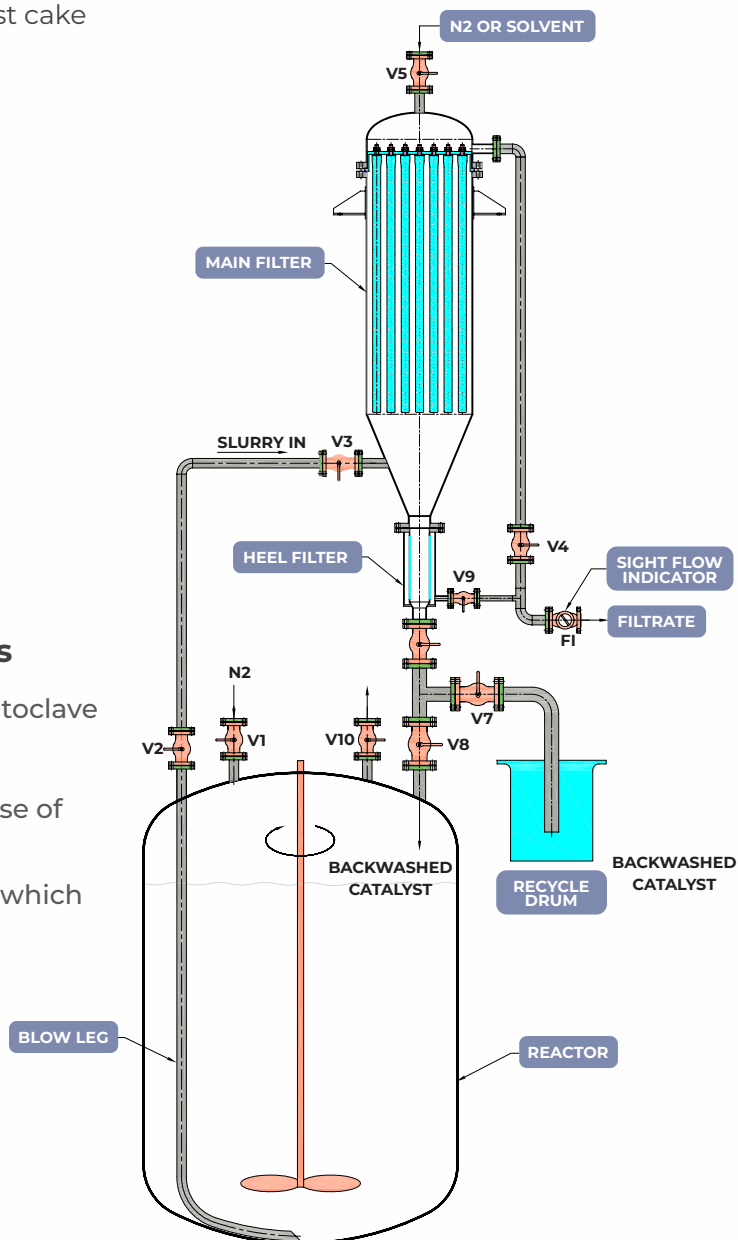 st cake
N2 OR SOLVENT
V5
MAIN FILTER
SLURRY IN
V3
HEEL FILTER
V4
V9
SIGHT FLOW
INDICATOR
FILTRATE
FI
s
N2
toclave
V7
V2
V1
V10
V8
se of
BACKWASHED
CATALYST
BACKWASHED
CATALYST
RECYCLE
DRUM
which
BLOW LEG
REACTOR